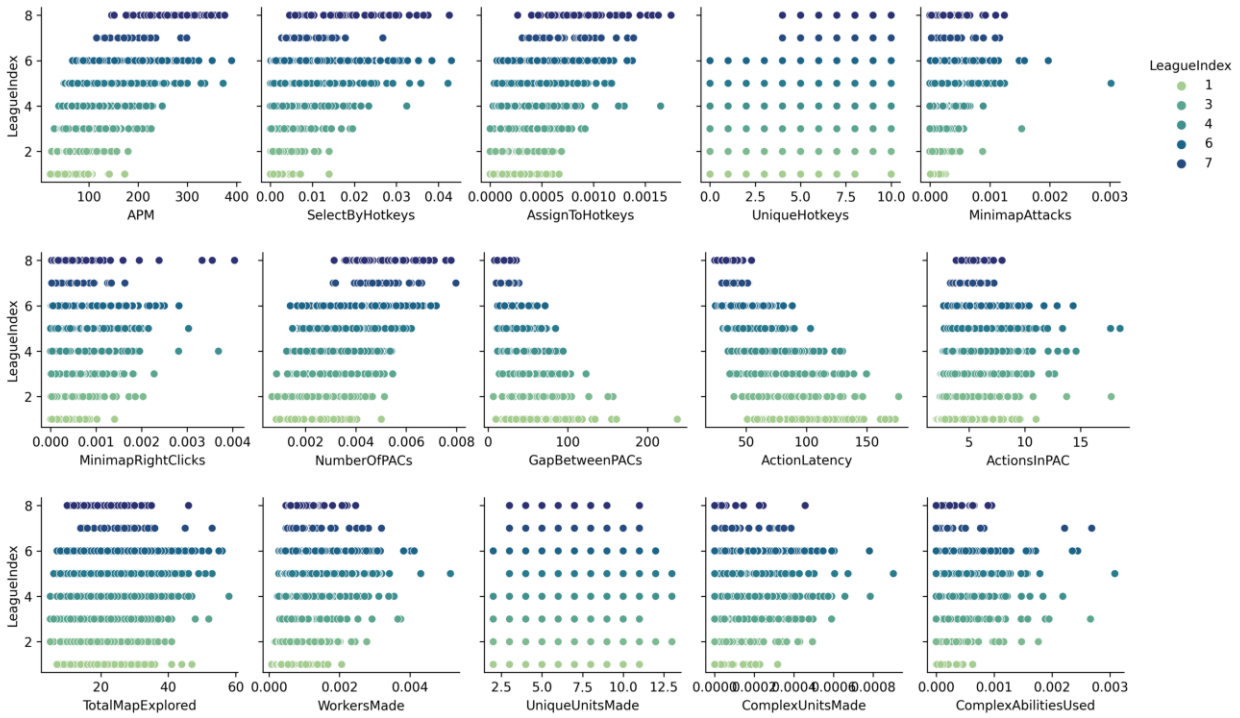 LeagueIndex
8
6
4
2
100 200 300 400
APM
0.00 0.01 0.02 0.03 0.04
SelectByHotkeys
0.0000 0.0005 0.0010 0.0015
AssignToHotkeys
0.0 2.5 5.0 7.5 10.0
UniqueHotkeys
0.000 0.001 0.002 0.003
MinimapAttacks
LeagueIndex
1
3
4
6
7
LeagueIndex
8
6
4
2
0.000 0.001 0.002 0.003 0.004
MinimapRightClicks
0.002 0.004 0.006 0.008
NumberOfPACs
0 100 200
GapBetweenPACs
50 100 150
ActionLatency
5 10 15
ActionsInPAC
LeagueIndex
8
6
4
2
20 40 60
TotalMapExplored
0.000 0.002 0.004
WorkersMade
2.5 5.0 7.5 10.0 12.5
UniqueUnitsMade
0.0000 0.0002 0.0004 0.0006 0.0008
ComplexUnitsMade
0.000 0.001 0.002 0.003
ComplexAbilitiesUsed